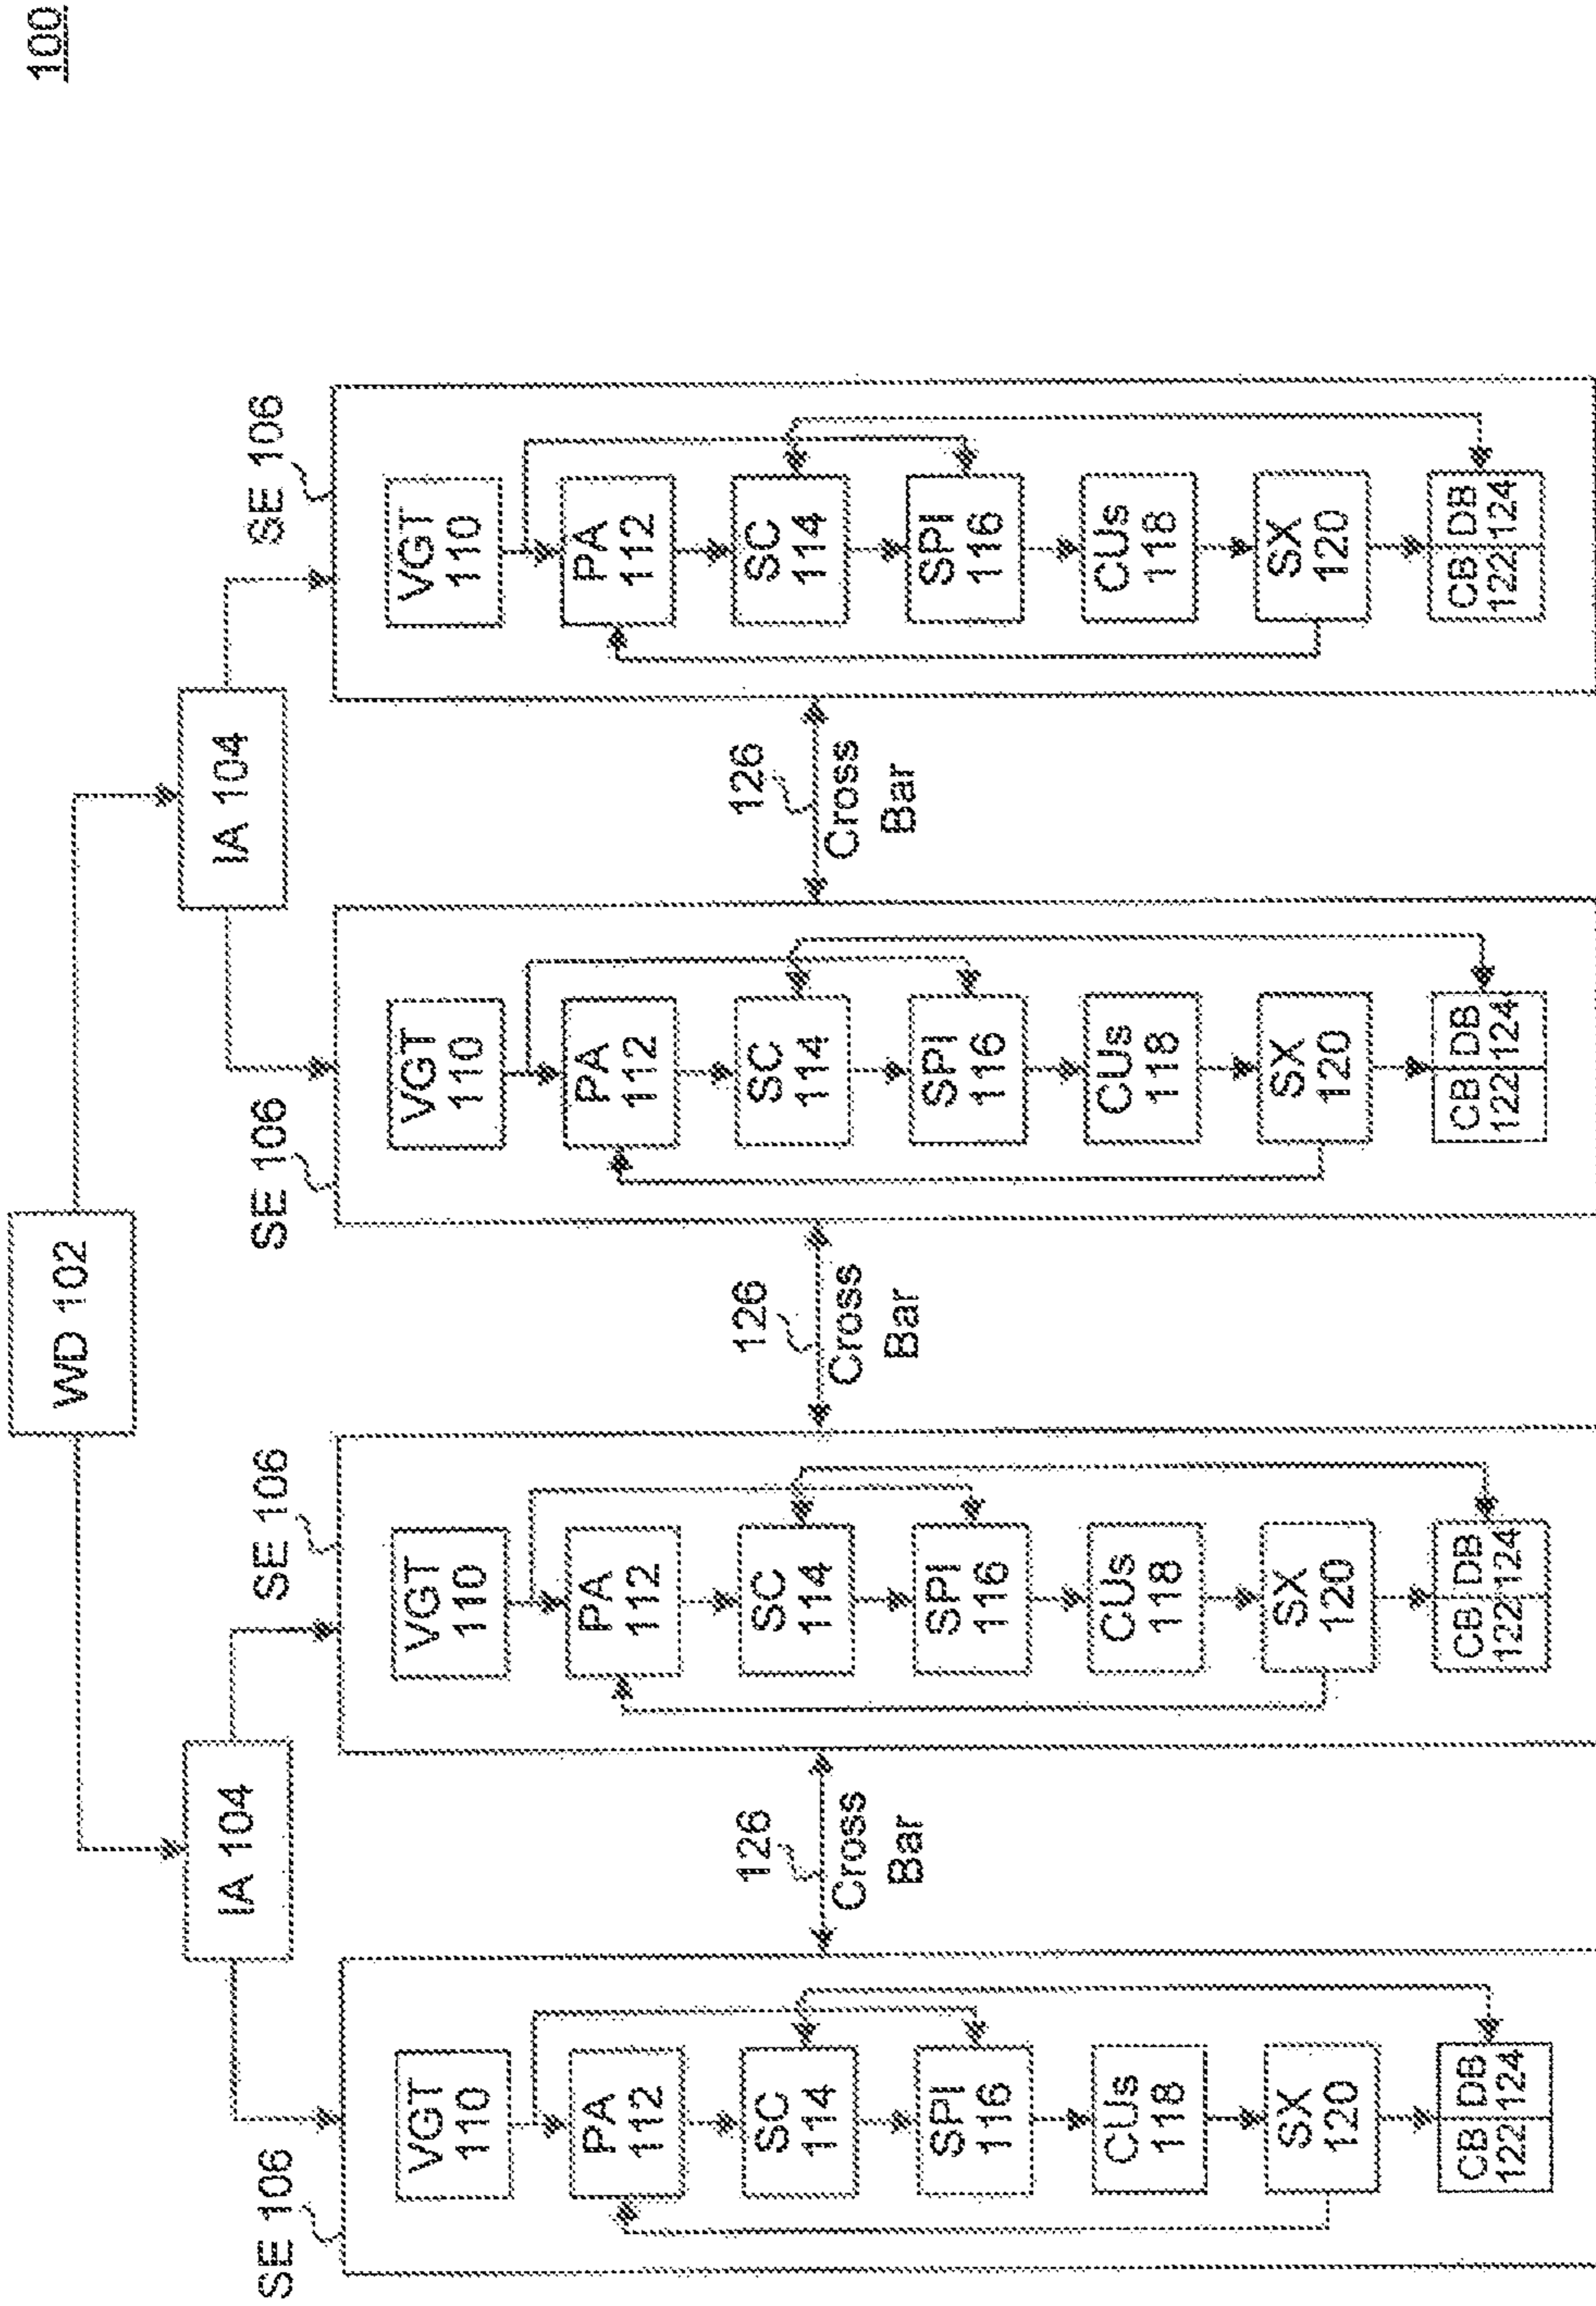 100
WD 102
IA 104
IA 104
SE 106
SE 106
SE 106
SE 106
VGT
110
PA
112
SC
114
SPI
116
CUs
118
SX
120
CB
122
DB
124
126
Cross
Bar
VGT
110
PA
112
SC
114
SPI
116
CUs
118
SX
120
CB
122
DB
124
126
Cross
Bar
VGT
110
PA
112
SC
114
SPI
116
CUs
118
SX
120
CB
122
DB
124
126
Cross
Bar
VGT
110
PA
112
SC
114
SPI
116
CUs
118
SX
120
CB
122
DB
124